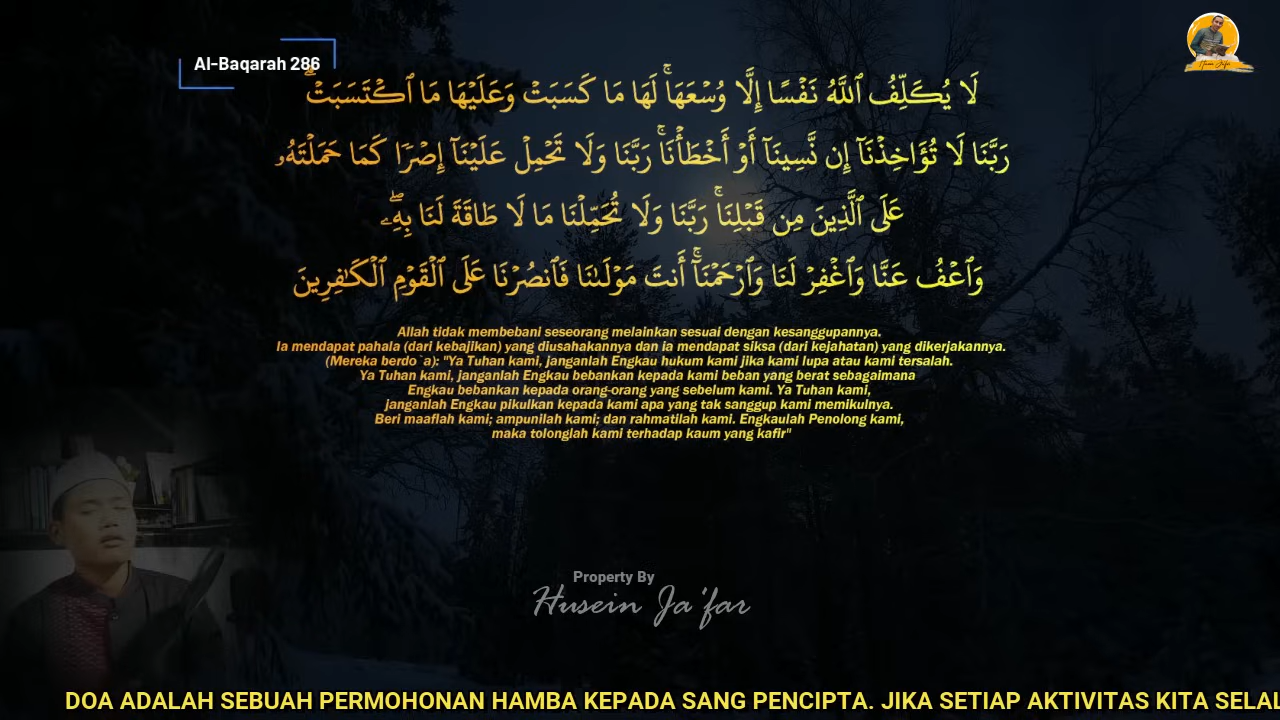 Al-Baqarah 286
لَا يُكَلِّفُ ٱللَّهُ نَفْسًا إِلَّا وُسْعَهَاۚ لَهَا مَا كَسَبَتْ وَعَلَيْهَا مَا ٱكْتَسَبَتْۗ
رَبَّنَا لَا تُؤَاخِذْنَآ إِن نَّسِينَآ أَوْ أَخْطَأْنَاۚ رَبَّنَا وَلَا تَحْمِلْ عَلَيْنَآ إِصْرًا كَمَا حَمَلْتَهُۥ
عَلَى ٱلَّذِينَ مِن قَبْلِنَاۚ رَبَّنَا وَلَا تُحَمِّلْنَا مَا لَا طَاقَةَ لَنَا بِهِۦۖ
وَٱعْفُ عَنَّا وَٱغْفِرْ لَنَا وَٱرْحَمْنَآۚ أَنتَ مَوْلَىٰنَا فَٱنصُرْنَا عَلَى ٱلْقَوْمِ ٱلْكَٰفِرِينَ
Allah tidak membebani seseorang melainkan sesuai dengan kesanggupannya.
Ia mendapat pahala (dari kebajikan) yang diusahakannya dan ia mendapat siksa (dari kejahatan) yang dikerjakannya.
(Mereka berdo`a): "Ya Tuhan kami, janganlah Engkau hukum kami jika kami lupa atau kami tersalah.
Ya Tuhan kami, janganlah Engkau bebankan kepada kami beban yang berat sebagaimana
Engkau bebankan kepada orang-orang yang sebelum kami. Ya Tuhan kami,
janganlah Engkau pikulkan kepada kami apa yang tak sanggup kami memikulnya.
Beri maaflah kami; ampunilah kami; dan rahmatilah kami. Engkaulah Penolong kami,
maka tolonglah kami terhadap kaum yang kafir"
Property By
Husein Ja'far
DOA ADALAH SEBUAH PERMOHONAN HAMBA KEPADA SANG PENCIPTA. JIKA SETIAP AKTIVITAS KITA